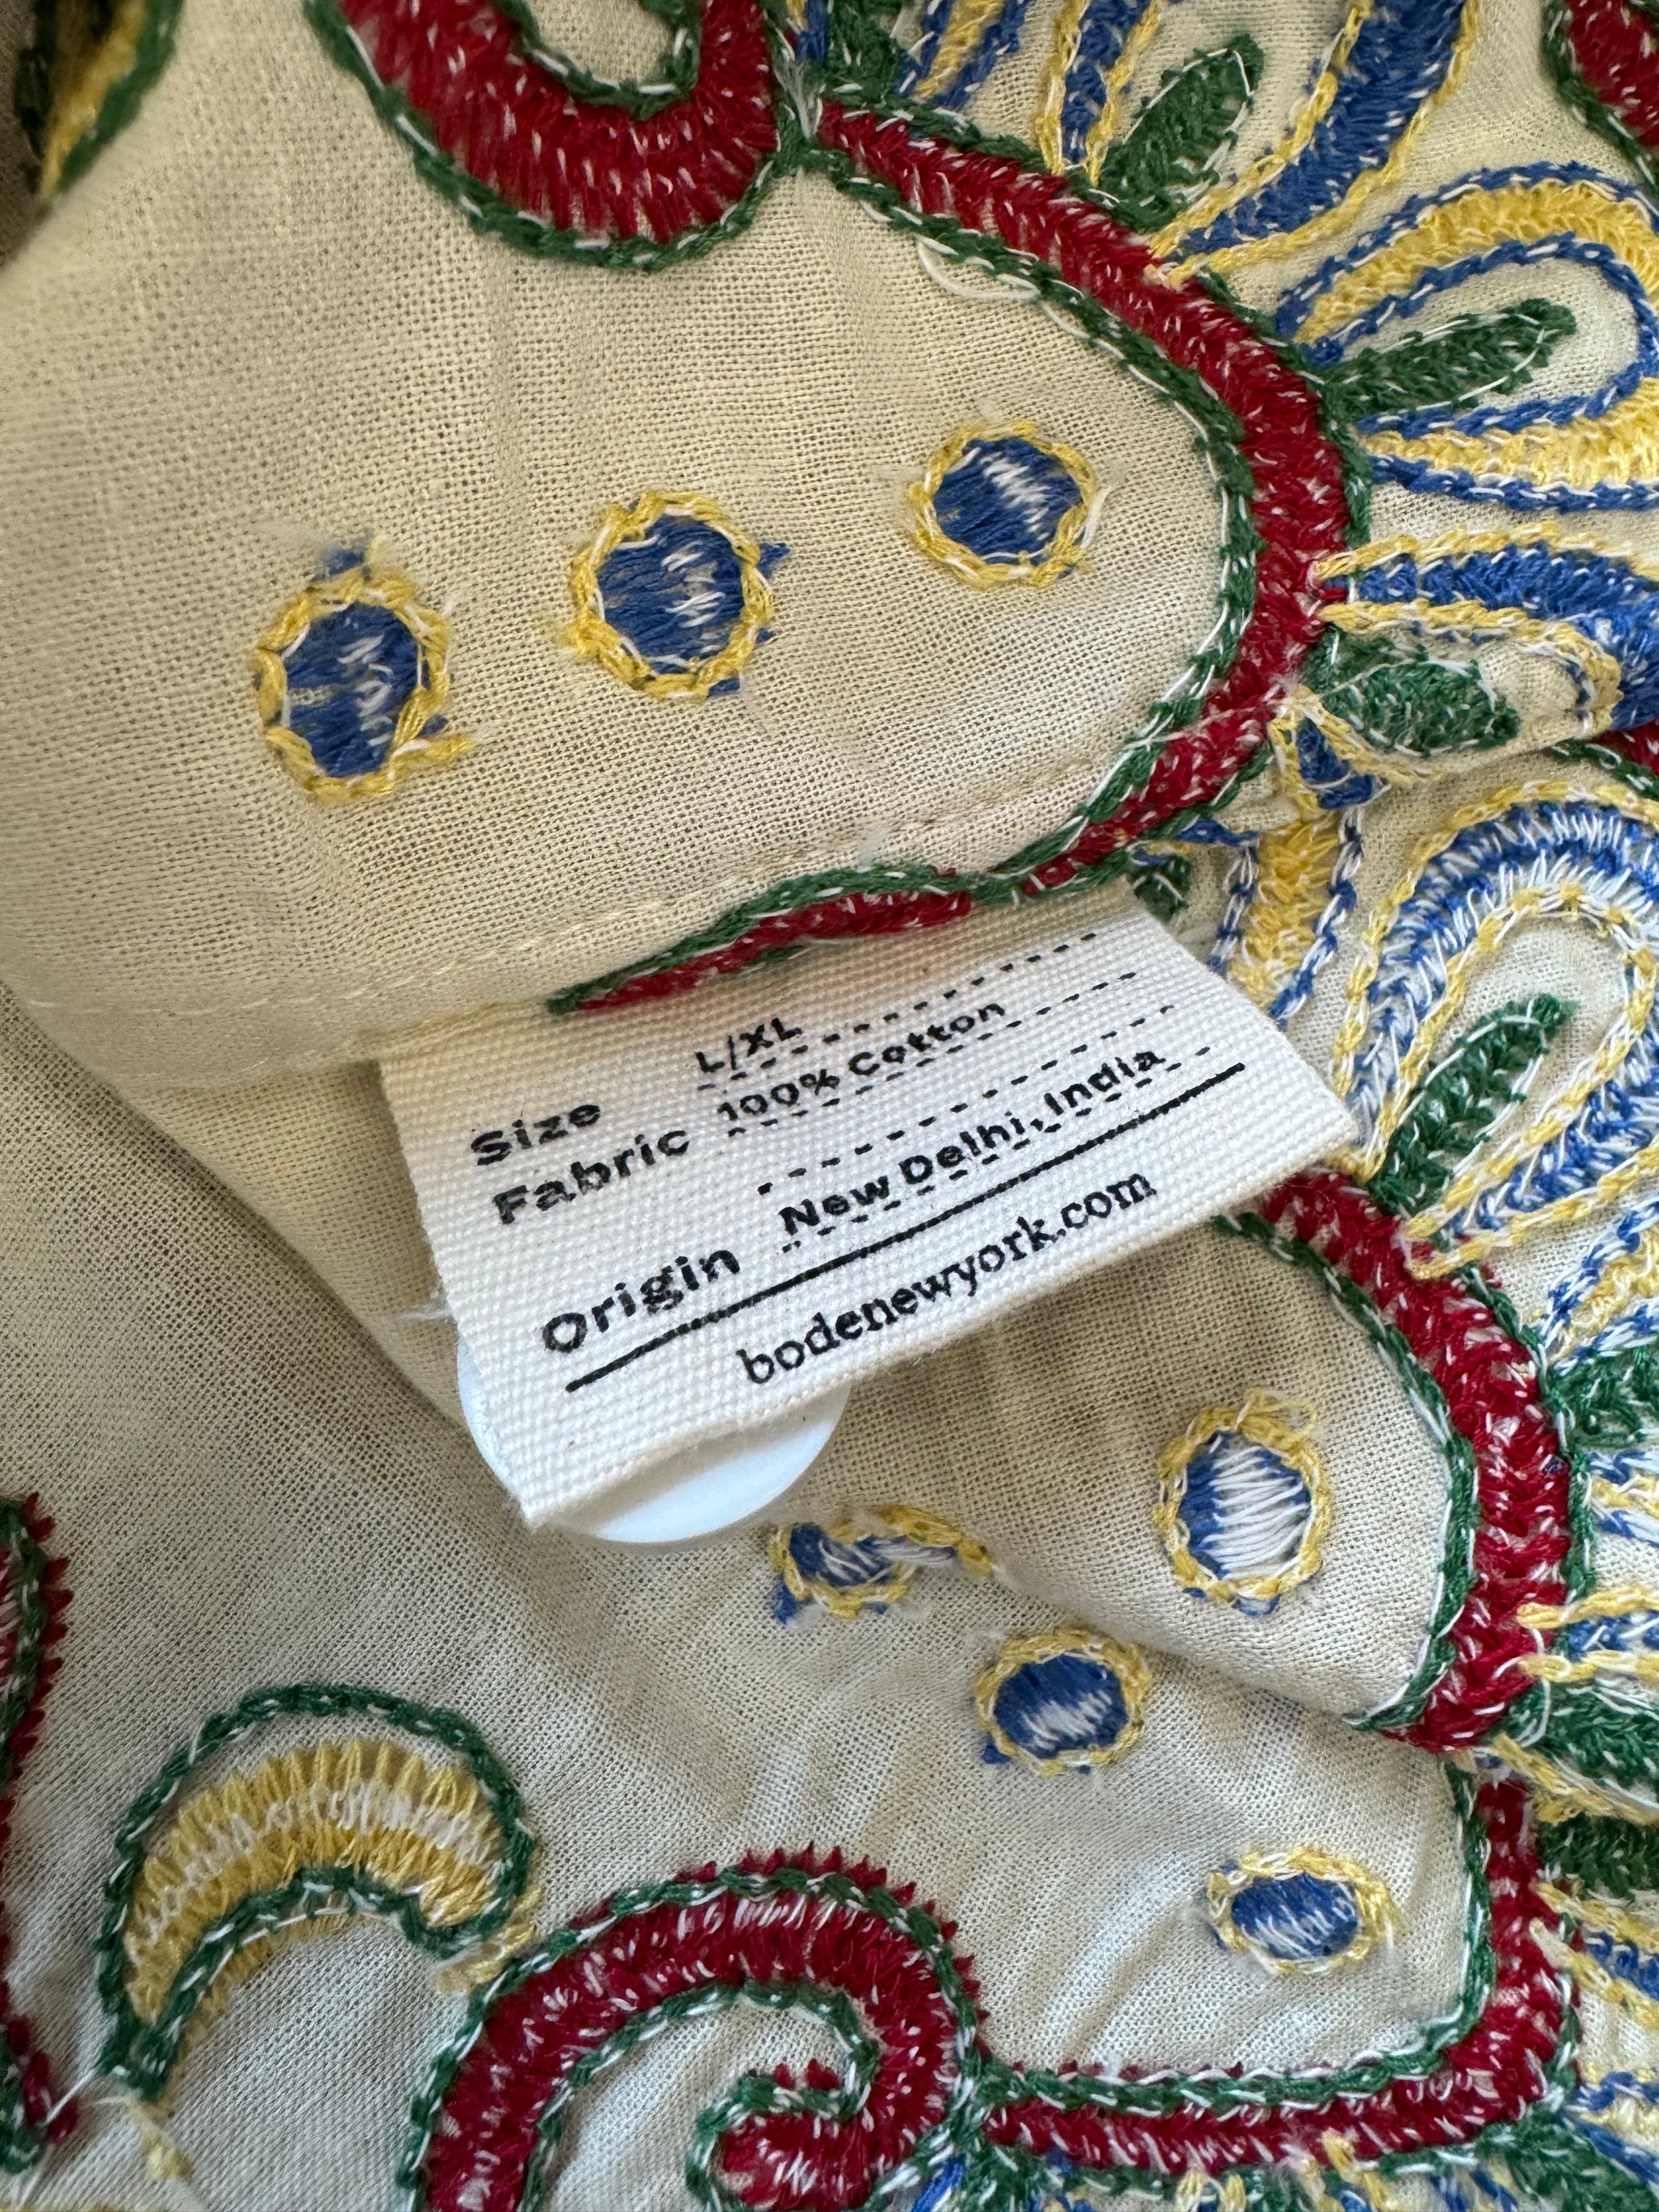 Size L/XL
Fabric 100% Cotton
Origin New Delhi, India
bodenewyork.com